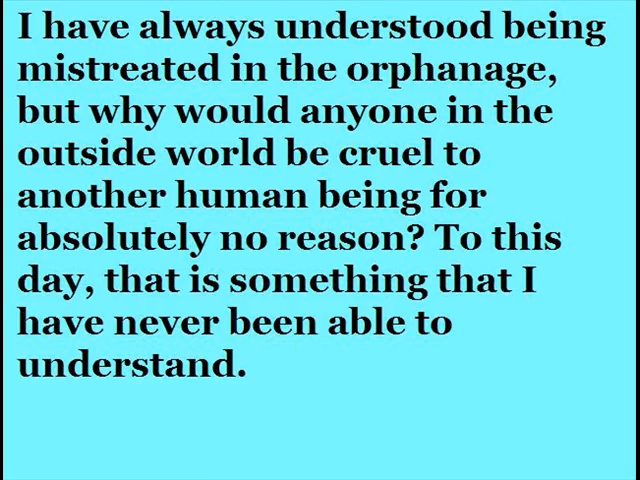 I have always understood being
mistreated in the orphanage,
but why would anyone in the
outside world be cruel to
another human being for
absolutely no reason? To this
day, that is something that I
have never been able to
understand.